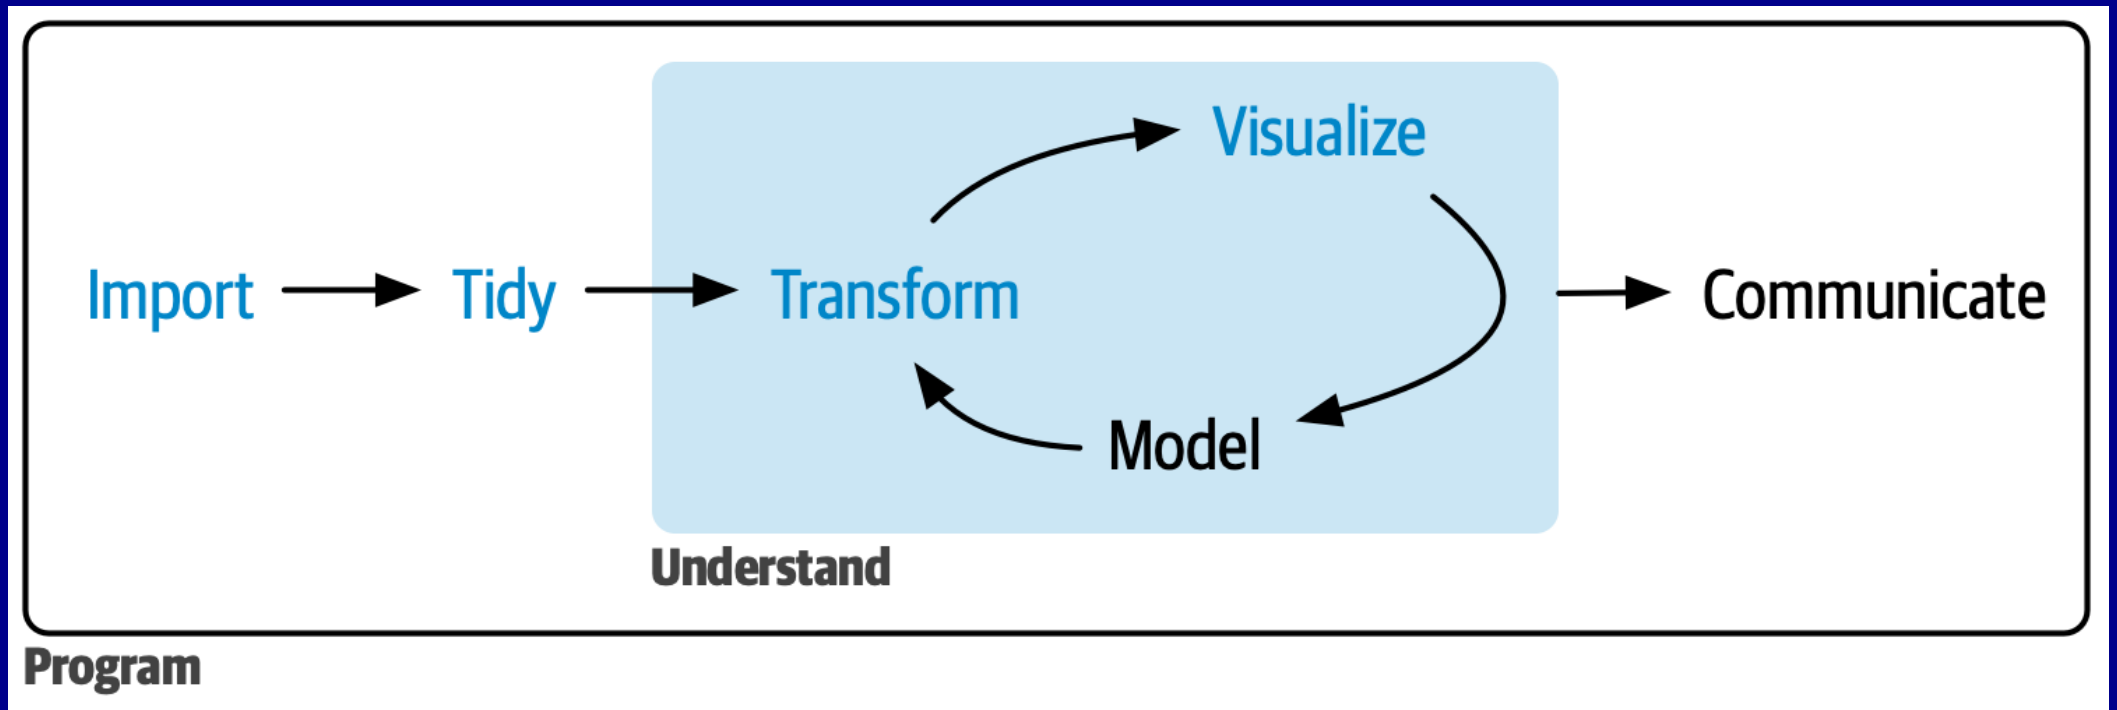 Visualize
Import
Tidy
Transform
Communicate
Model
Understand
Program